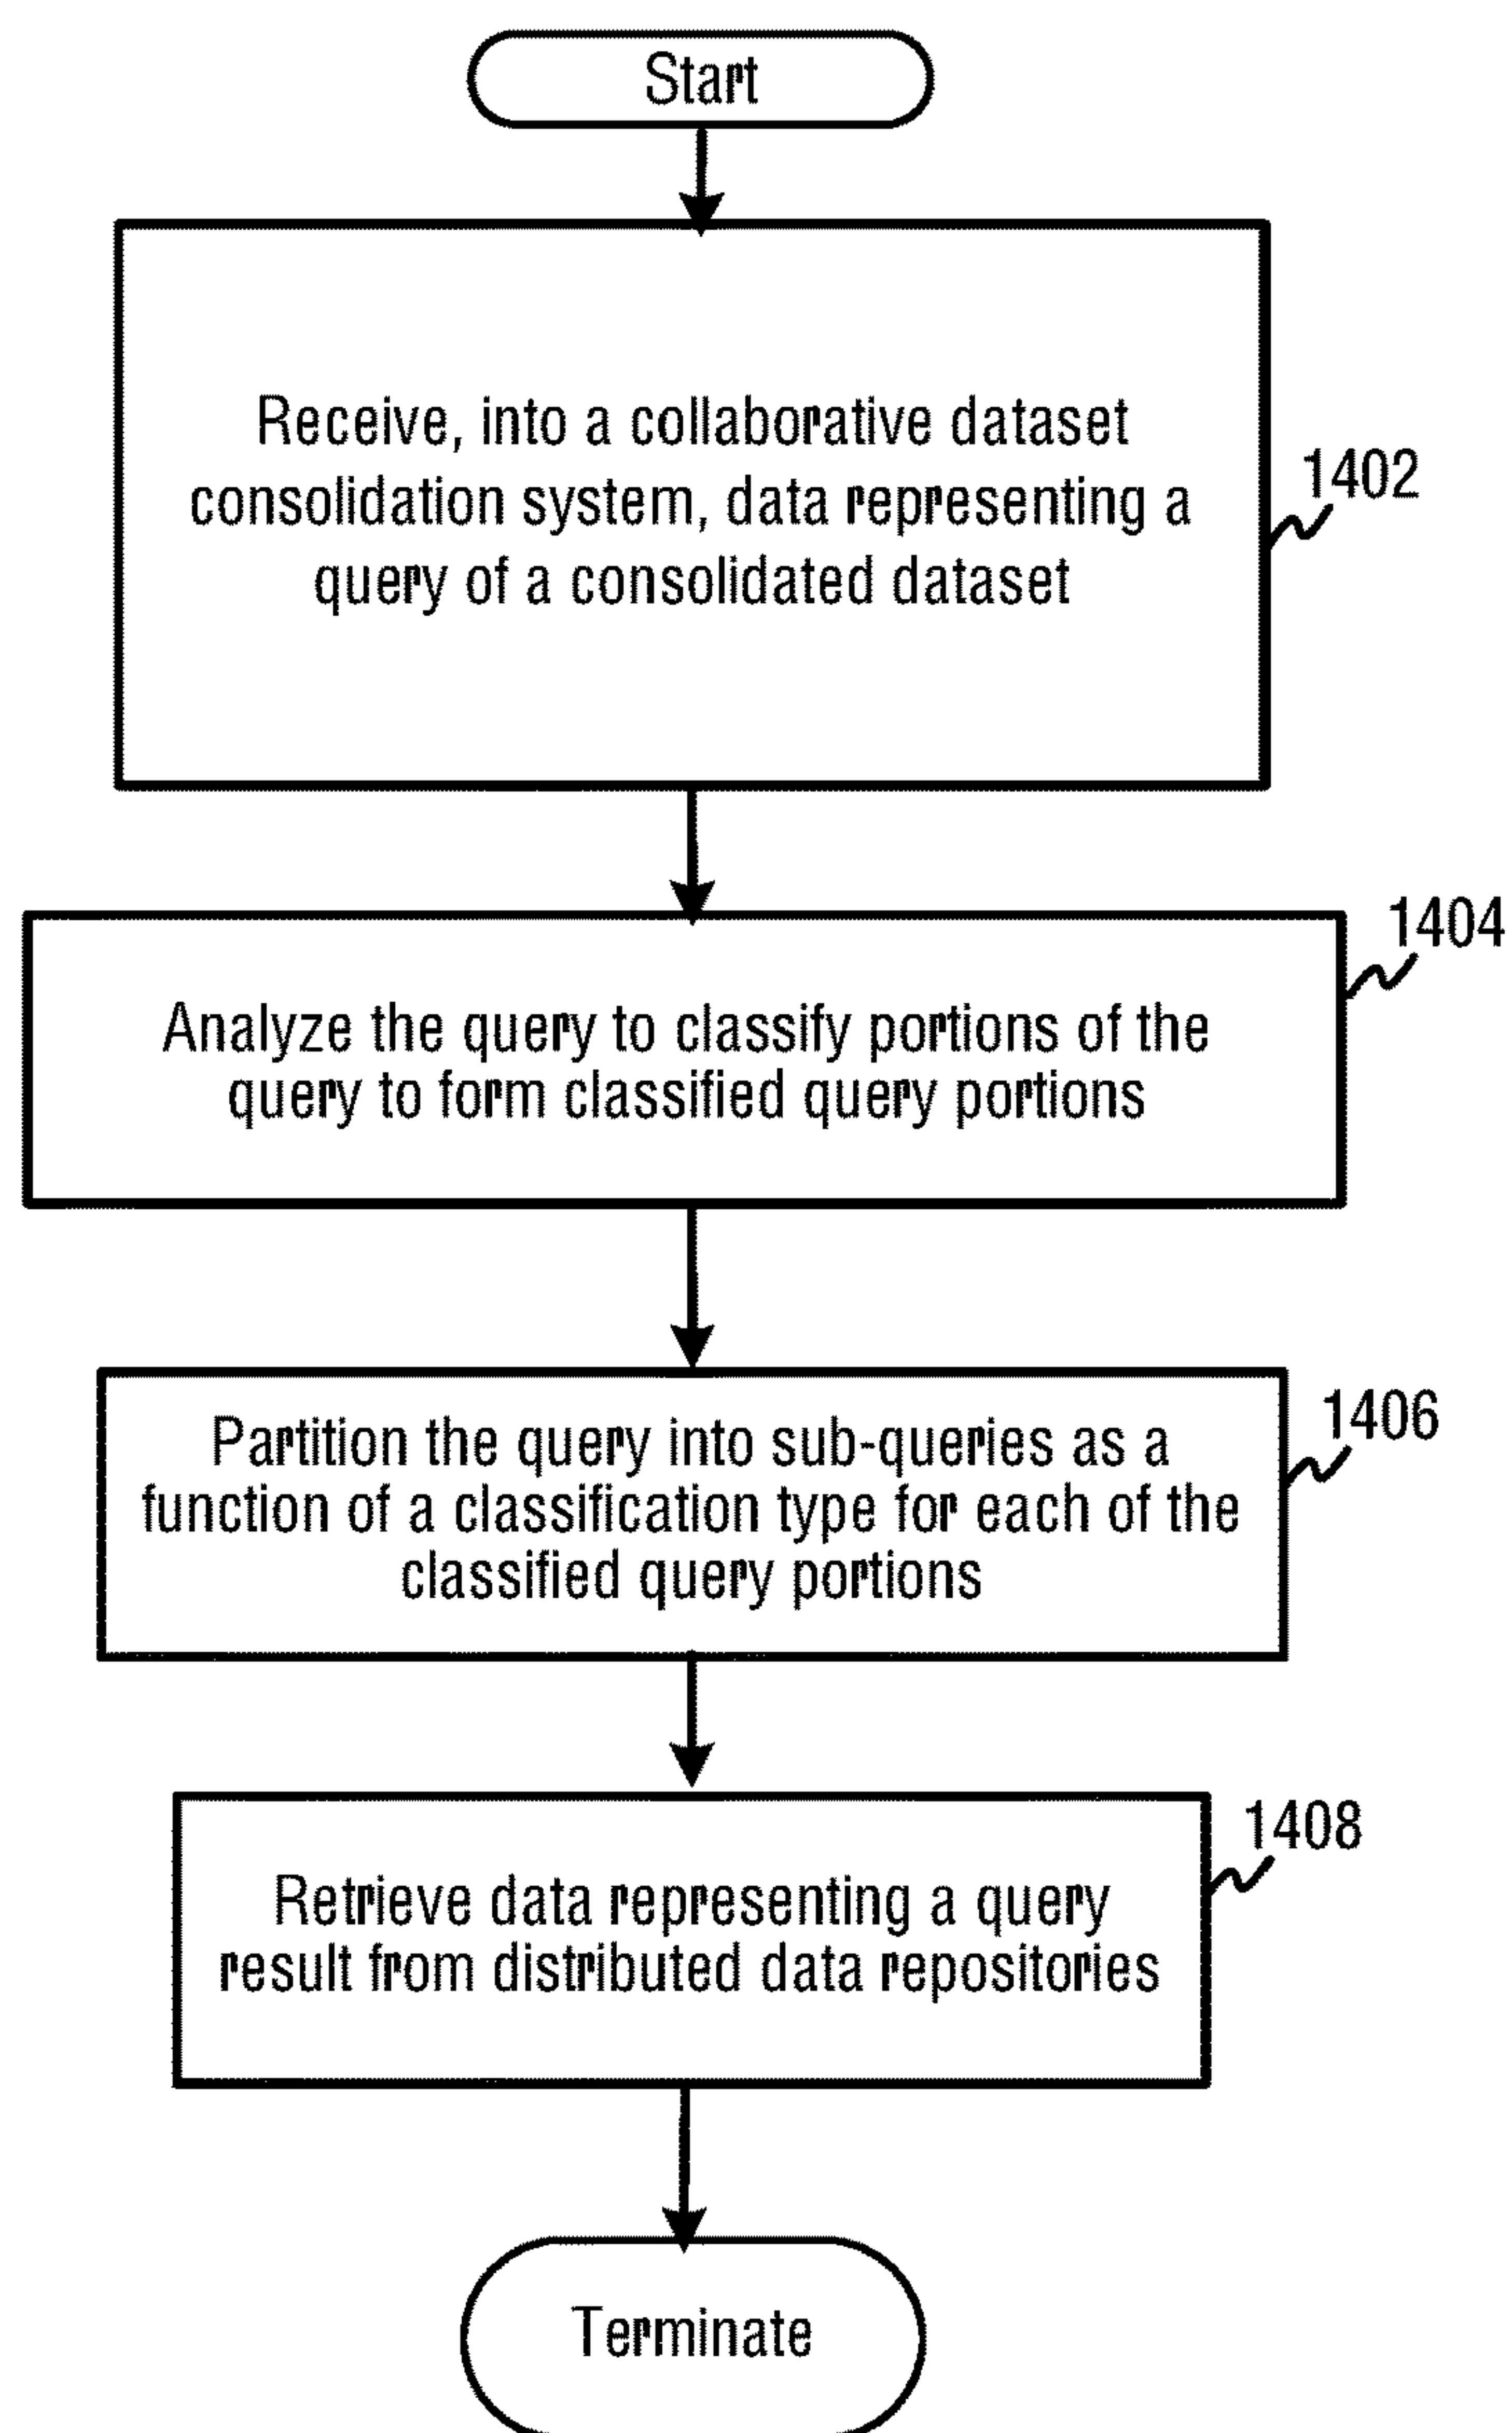 Start
Receive, into a collaborative dataset
consolidation system, data representing a
query of a consolidated dataset
1402
1404
Analyze the query to classify portions of the
query to form classified query portions
1406
Partition the query into sub-queries as a
function of a classification type for each of the
classified query portions
1408
Retrieve data representing a query
result from distributed data repositories
Terminate